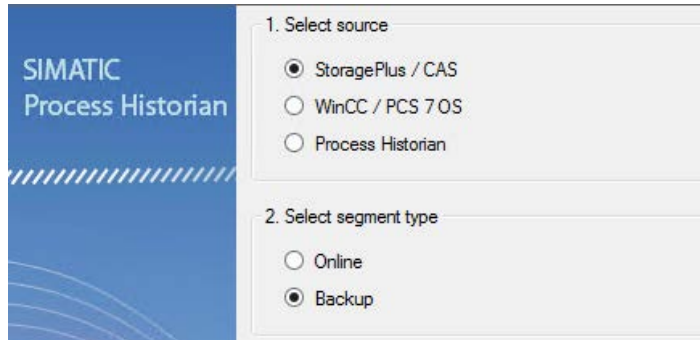 SIMATIC
Process Historian
1. Select source
StoragePlus / CAS
WinCC / PCS 7 OS
Process Historian
2. Select segment type
Online
Backup